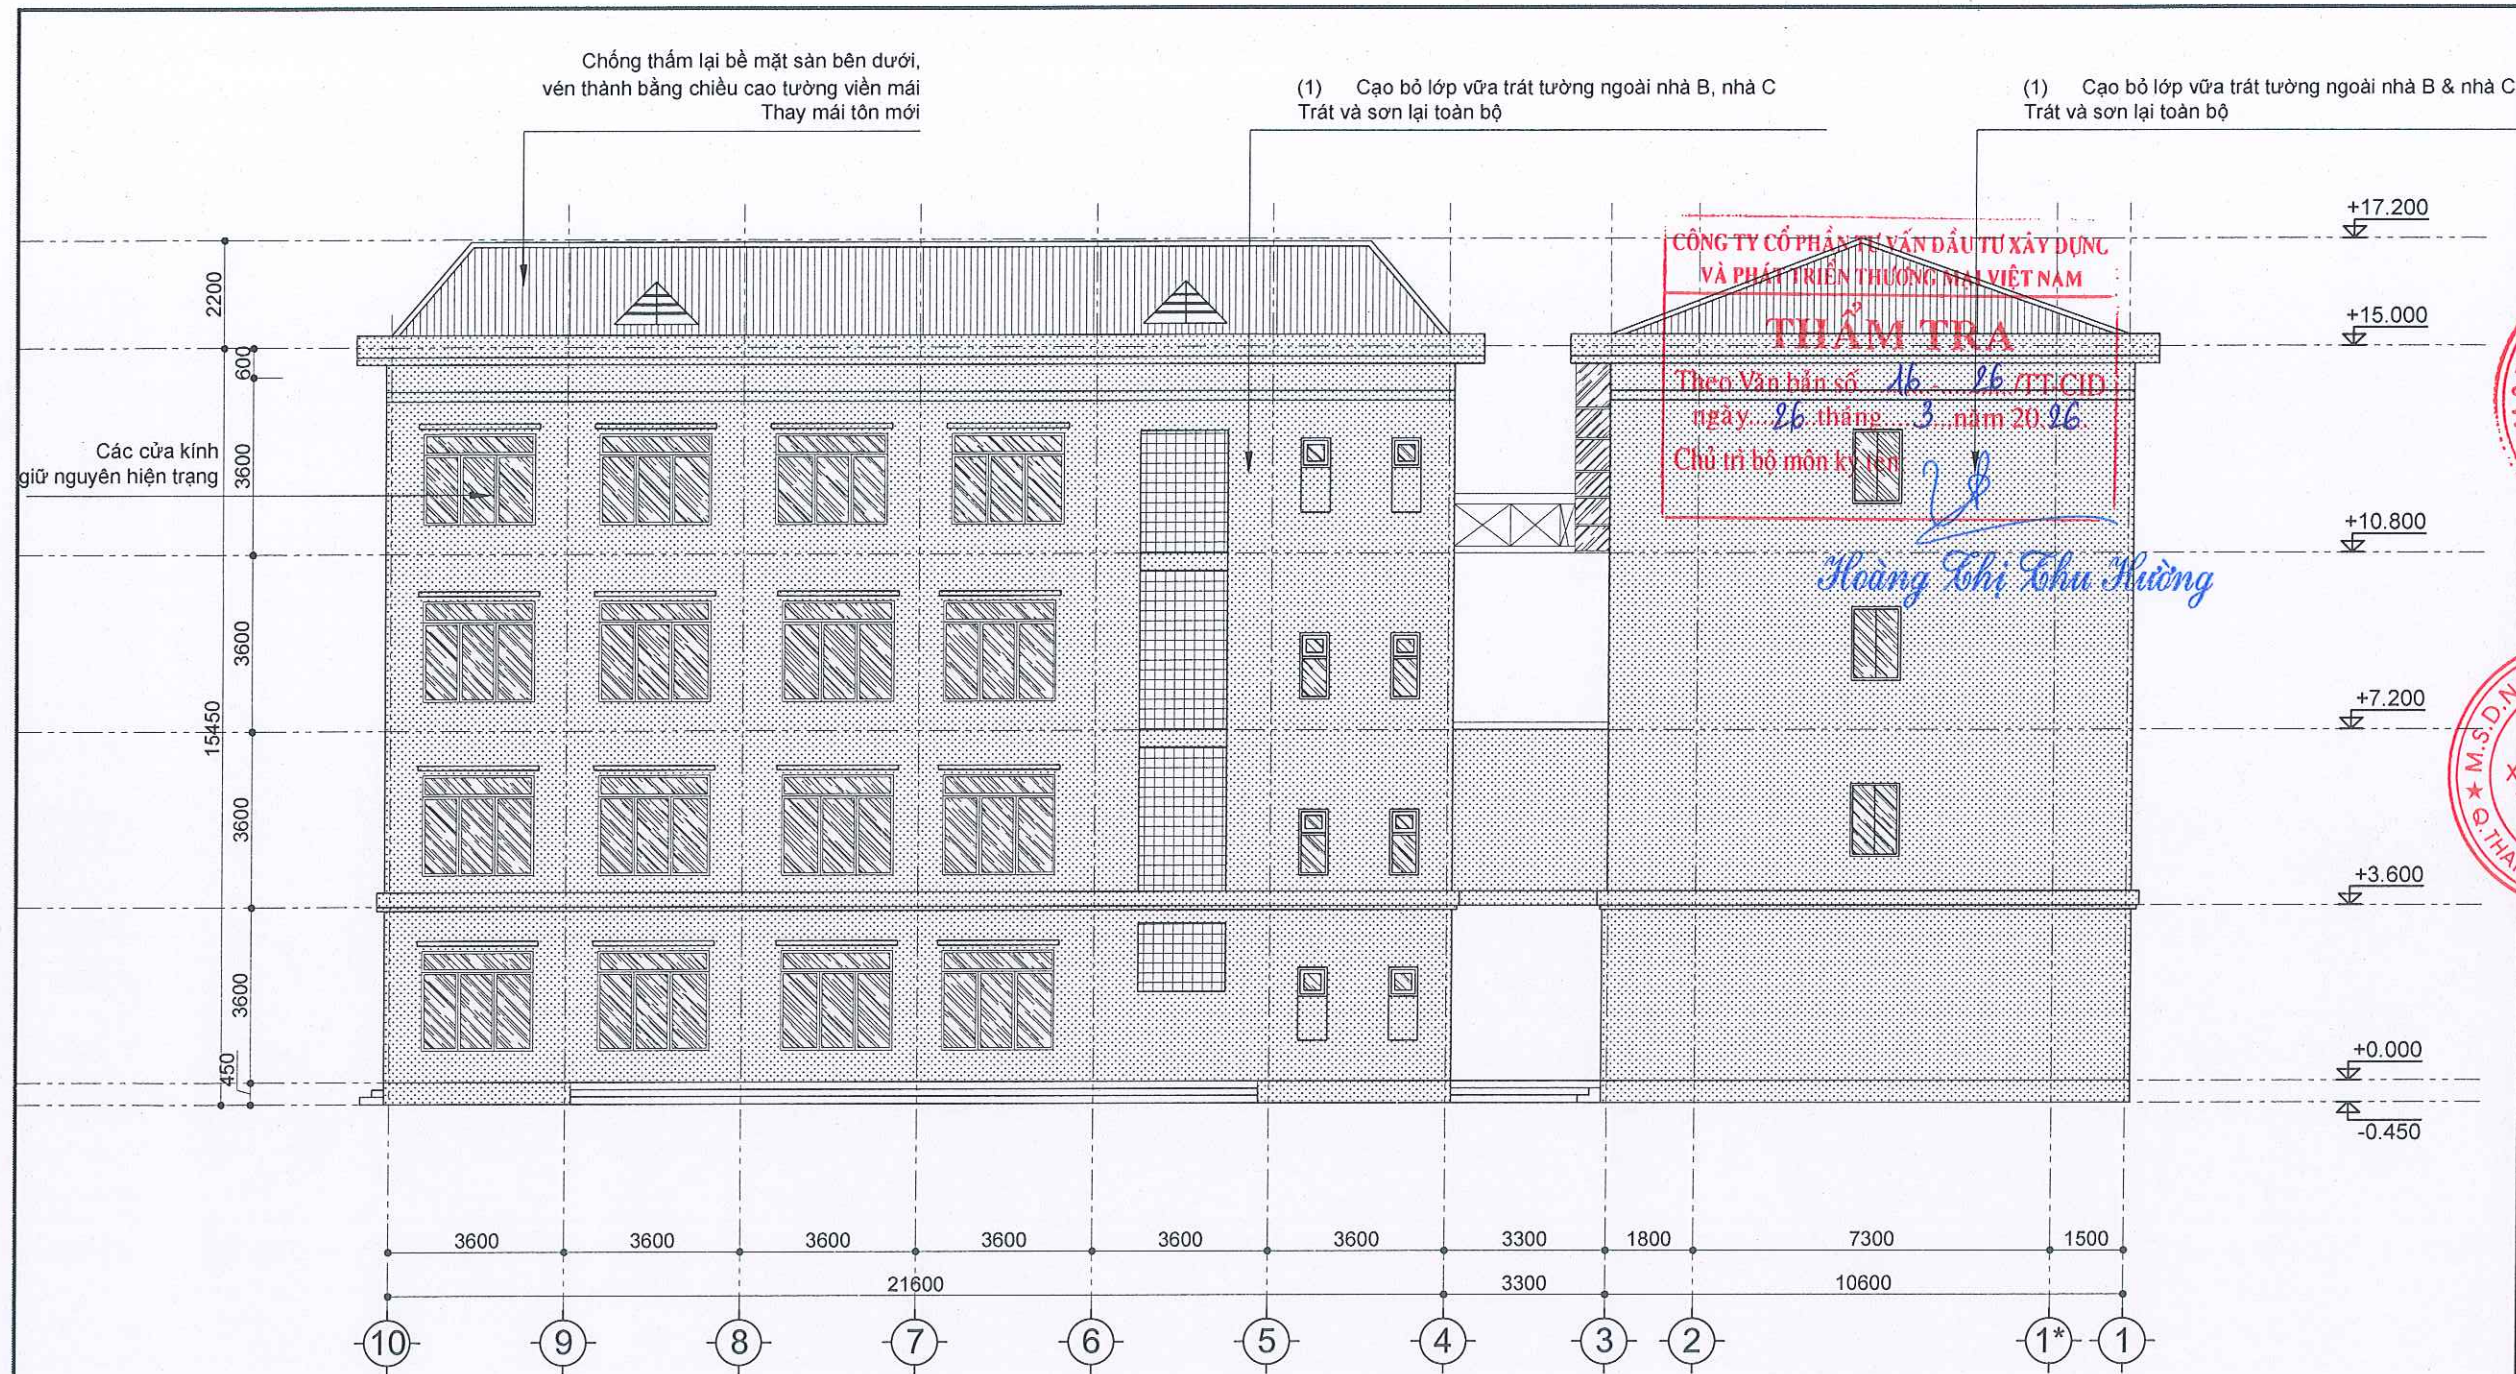 Chống thấm lại bề mặt sàn bên dưới,
vén thành bằng chiều cao tường viền mái
Thay mái tôn mới
(1) Cạo bỏ lớp vữa trát tường ngoài nhà B, nhà C
Trát và sơn lại toàn bộ
(1) Cạo bỏ lớp vữa trát tường ngoài nhà B & nhà C
Trát và sơn lại toàn bộ
Các cửa kính
giữ nguyên hiện trạng
CÔNG TY CỔ PHẦN TƯ VẤN ĐẦU TƯ XÂY DỰNG
VÀ PHÁT TRIỂN THƯƠNG MẠI VIỆT NAM
THẨM TRA
Theo Văn bản số 16 - 26 /TT-CID
ngày 26 tháng 3 năm 20 26
Chủ trì bộ môn ký tên
Hoàng Thị Thu Hường
+17.200
+15.000
+10.800
+7.200
+3.600
+0.000
-0.450
2200
600
3600
3600
15450
3600
3600
450
M.S.D.N
3600 3600 3600 3600 3600 3600 3300 1800 7300 1500
21600 3300 10600
10 9 8 7 6 5 4 3 2 1* 1